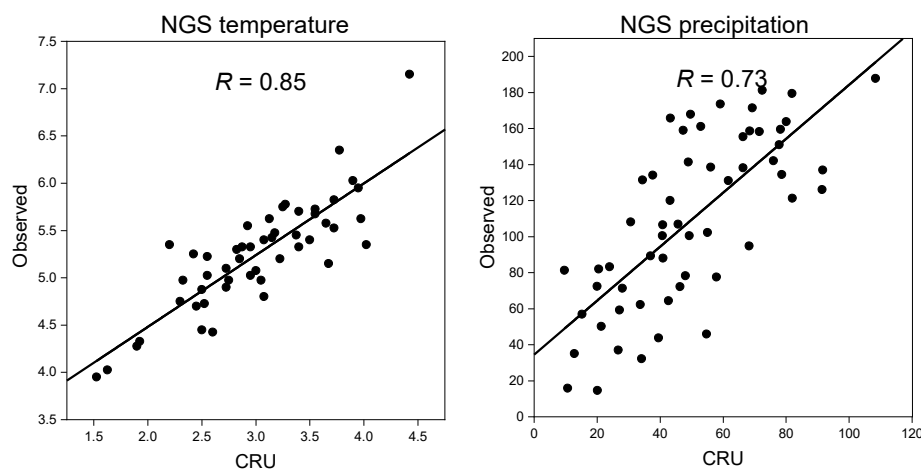 NGS temperature
R = 0.85
7.5
7.0
6.5
6.0
5.5
5.0
4.5
4.0
3.5
Observed
1.5 2.0 2.5 3.0 3.5 4.0 4.5
CRU
NGS precipitation
R = 0.73
200
180
160
140
120
100
80
60
40
20
0
Observed
0 20 40 60 80 100 120
CRU